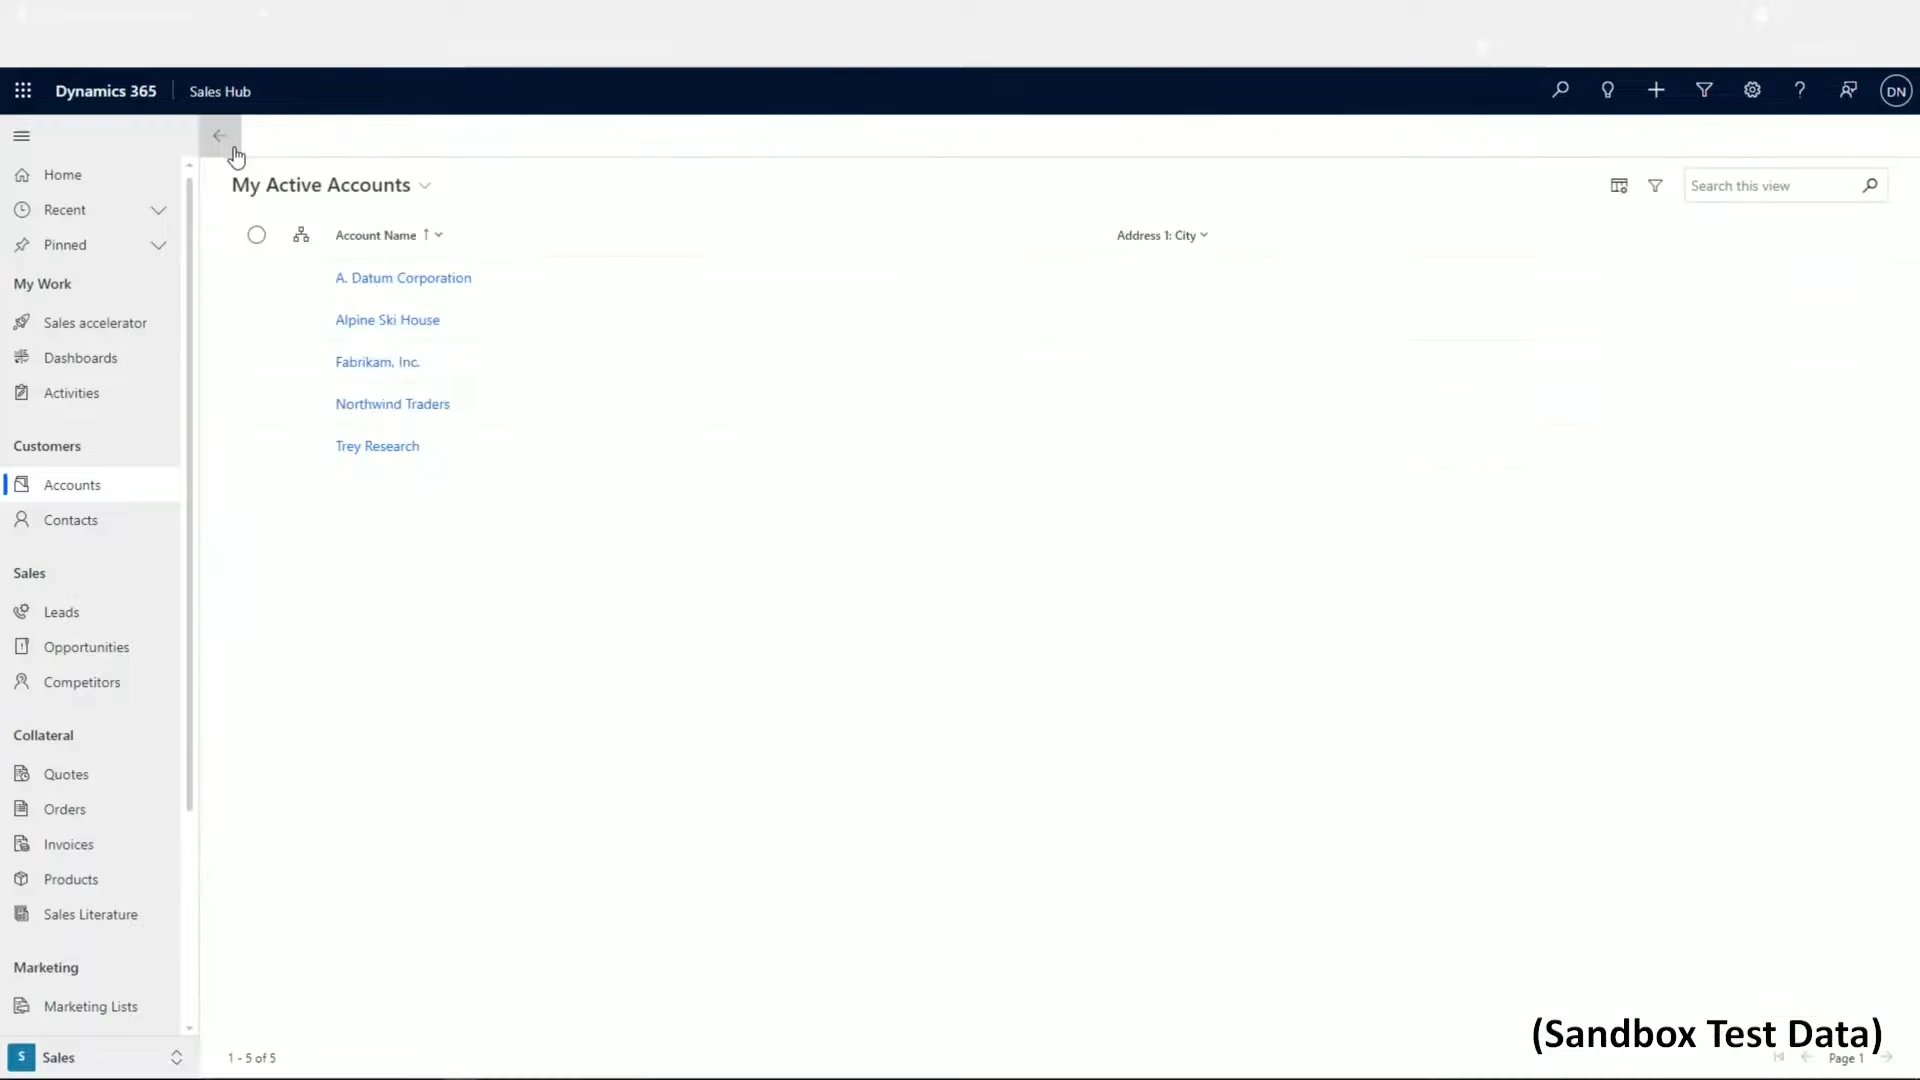 Dynamics 365 Sales Hub
DN
Home
Recent
Pinned
My Work
Sales accelerator
Dashboards
Activities
Customers
Accounts
Contacts
Sales
Leads
Opportunities
Competitors
Collateral
Quotes
Orders
Invoices
Products
Sales Literature
Marketing
Marketing Lists
S Sales
My Active Accounts
Search this view
Account Name ↑ Address 1: City
A. Datum Corporation
Alpine Ski House
Fabrikam, Inc.
Northwind Traders
Trey Research
(Sandbox Test Data)
1 - 5 of 5 Page 1